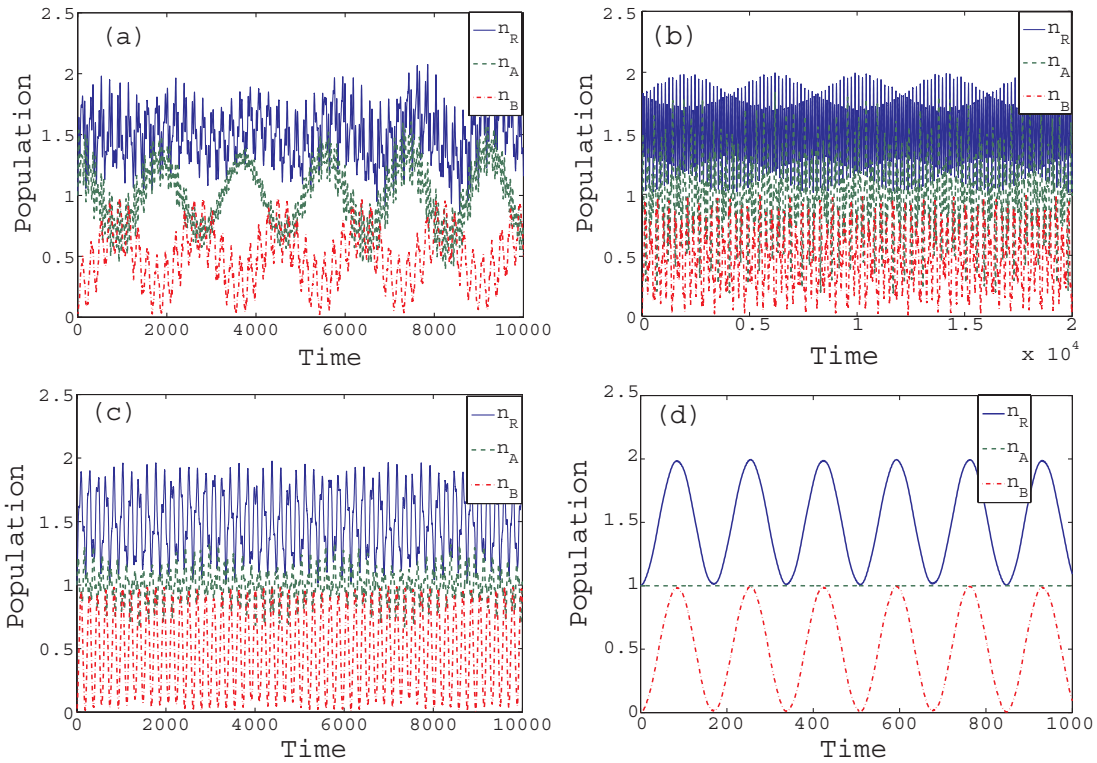 (a)
Population
2.5
2
1.5
1
0.5
0
n_R
n_A
n_B
0 2000 4000 6000 8000 10000
Time
(b)
Population
2.5
2
1.5
1
0.5
0
n_R
n_A
n_B
0 0.5 1 1.5 2
Time
x 10^4
(c)
Population
2.5
2
1.5
1
0.5
0
n_R
n_A
n_B
0 2000 4000 6000 8000 10000
Time
(d)
Population
2.5
2
1.5
1
0.5
0
n_R
n_A
n_B
0 200 400 600 800 1000
Time